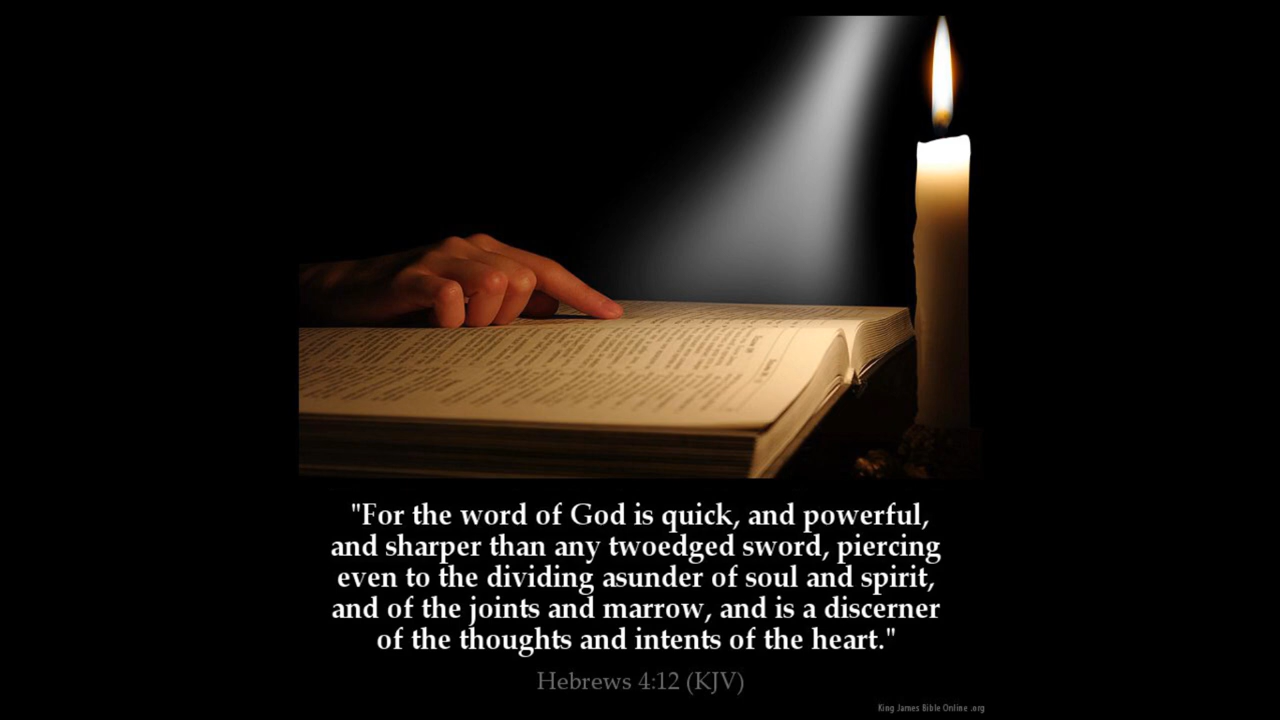 "For the word of God is quick, and powerful,
and sharper than any twoedged sword, piercing
even to the dividing asunder of soul and spirit,
and of the joints and marrow, and is a discerner
of the thoughts and intents of the heart."
Hebrews 4:12 (KJV)
King James Bible Online .org